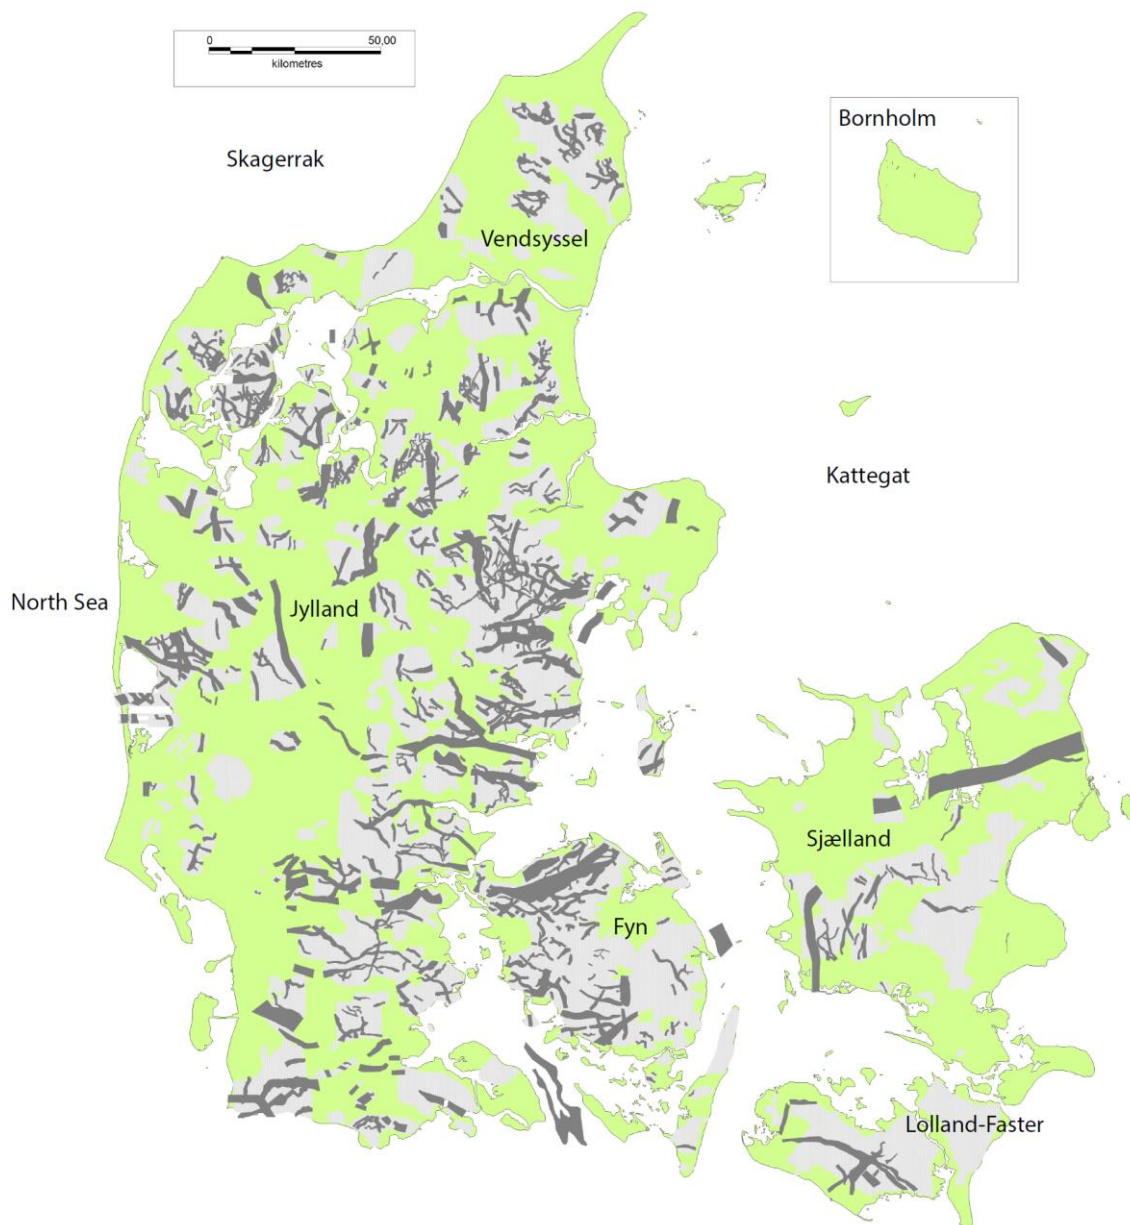 0 50,00
kilometres
Bornholm
Skagerrak
Vendsyssel
Kattegat
North Sea
Jylland
Sjælland
Fyn
Lolland-Faster